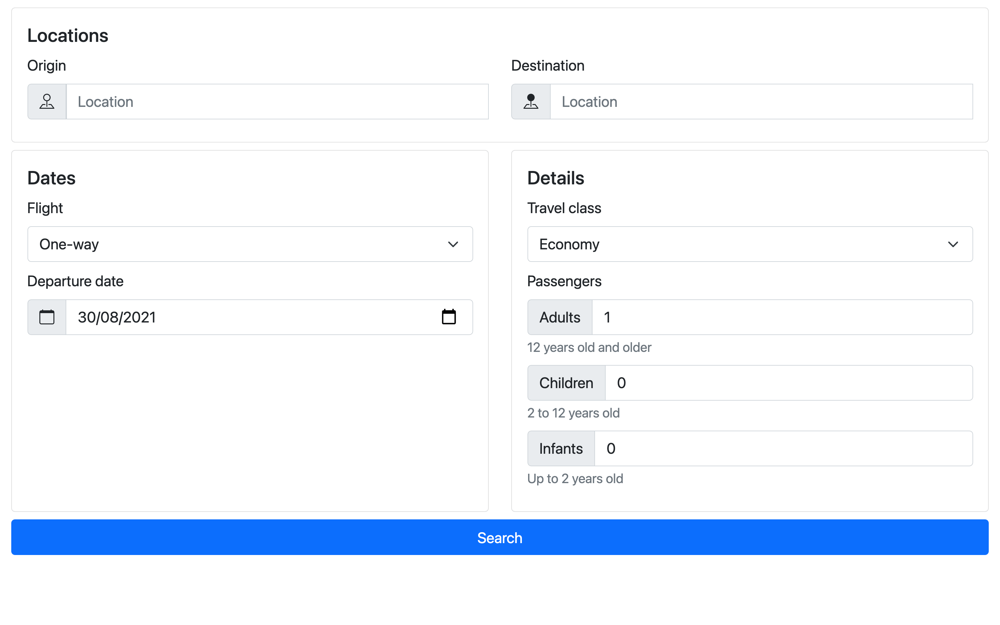 Locations
Origin
Location
Destination
Location
Dates
Flight
One-way
Departure date
30/08/2021
Details
Travel class
Economy
Passengers
Adults 1
12 years old and older
Children 0
2 to 12 years old
Infants 0
Up to 2 years old
Search